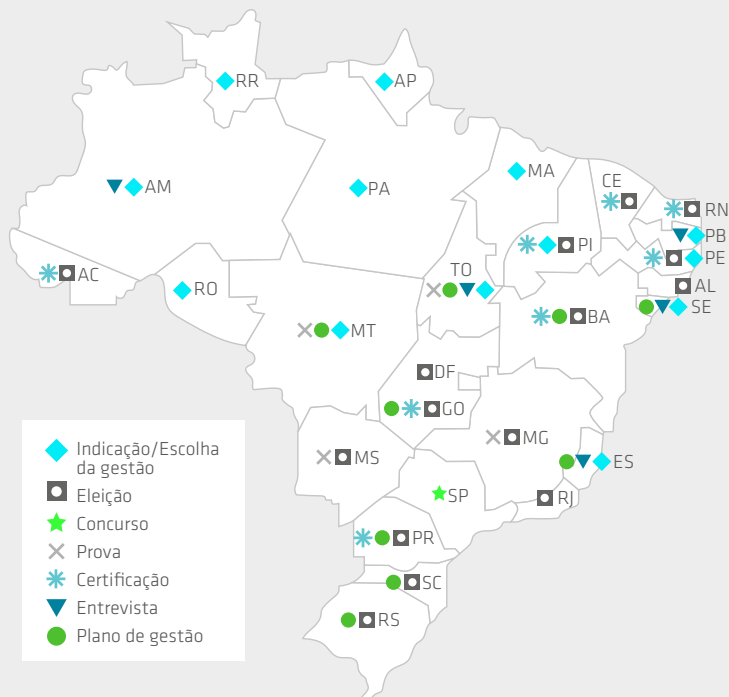 RR
AP
AM
PA
MA
CE
RN
PB
PI
PE
AC
TO
AL
RO
SE
MT
BA
DF
GO
MG
MS
ES
SP
RJ
PR
SC
RS
Indicação/Escolha
da gestão
Eleição
Concurso
Prova
Certificação
Entrevista
Plano de gestão